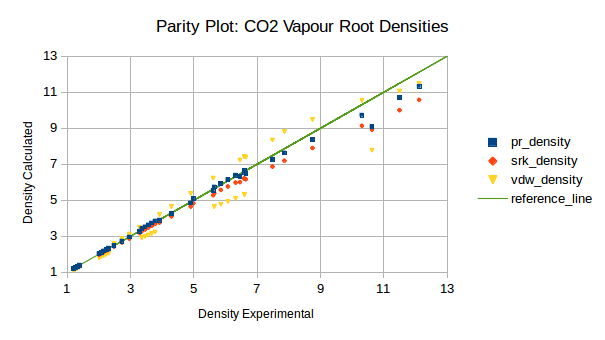 Parity Plot: CO2 Vapour Root Densities
13
11
9
7
5
3
1
Density Calculated
1 3 5 7 9 11 13
Density Experimental
pr_density
srk_density
vdw_density
reference_line